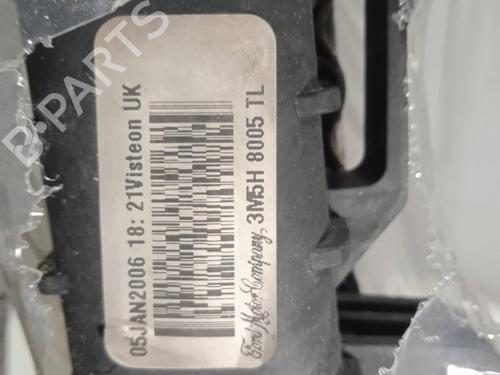 05JAN2006 18: 21Visteon UK
Ford Motor Company, 3M5H 8005 TL
B-PARTS